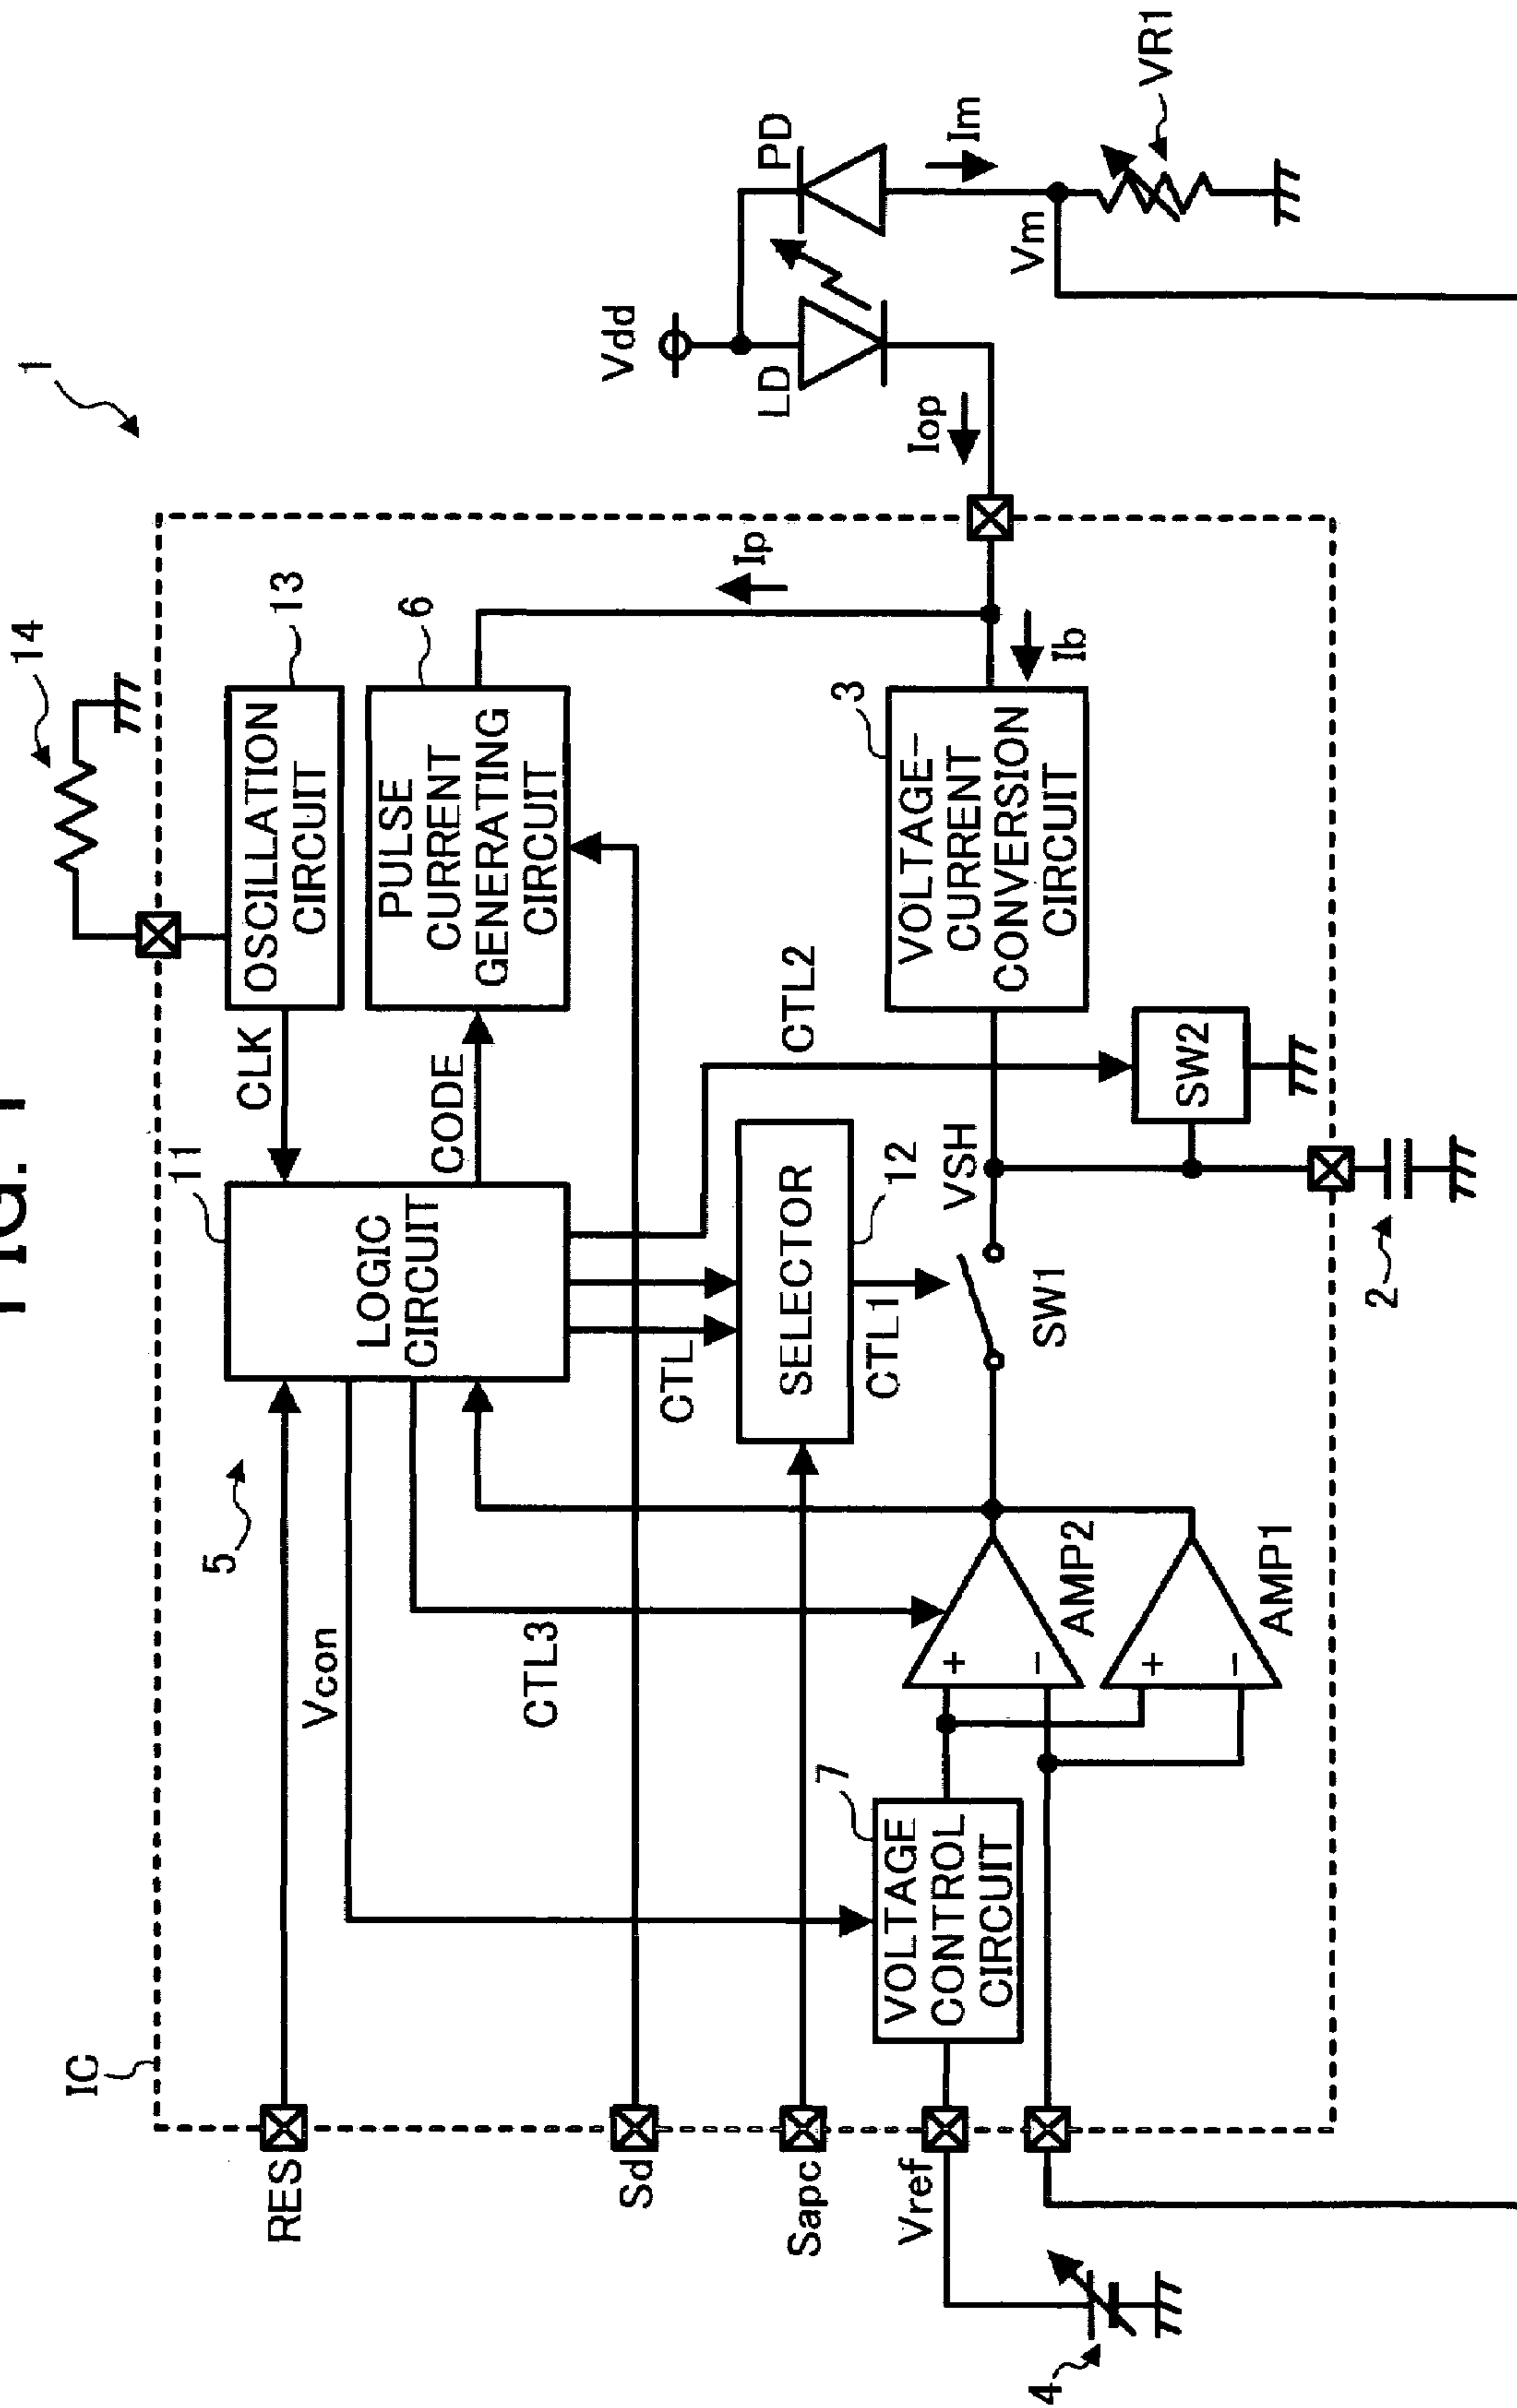 FIG. 1
1
IC
14
RES
5
11
CLK
OSCILLATION
CIRCUIT
13
Vcon
LOGIC
CIRCUIT
CODE
PULSE
CURRENT
GENERATING
CIRCUIT
6
CTL3
Sd
CTL
CTL2
Ip
Vdd
Sapc
SELECTOR
12
CTL1
LD
PD
Vref
7
VOLTAGE
CONTROL
CIRCUIT
+
−
AMP2
+
−
AMP1
SW1
VSH
3
VOLTAGE-
CURRENT
CONVERSION
CIRCUIT
Ib
Iop
Im
Vm
VR1
SW2
4
2